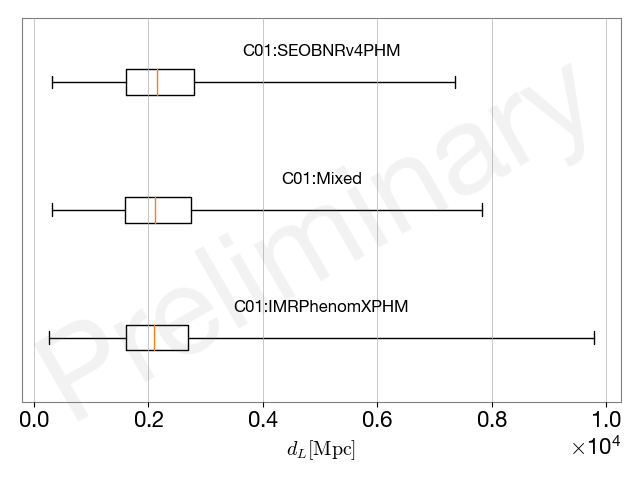 C01:SEOBNRv4PHM
C01:Mixed
C01:IMRPhenomXPHM
Preliminary
0.0 0.2 0.4 0.6 0.8 1.0
×10⁴
d_L[Mpc]